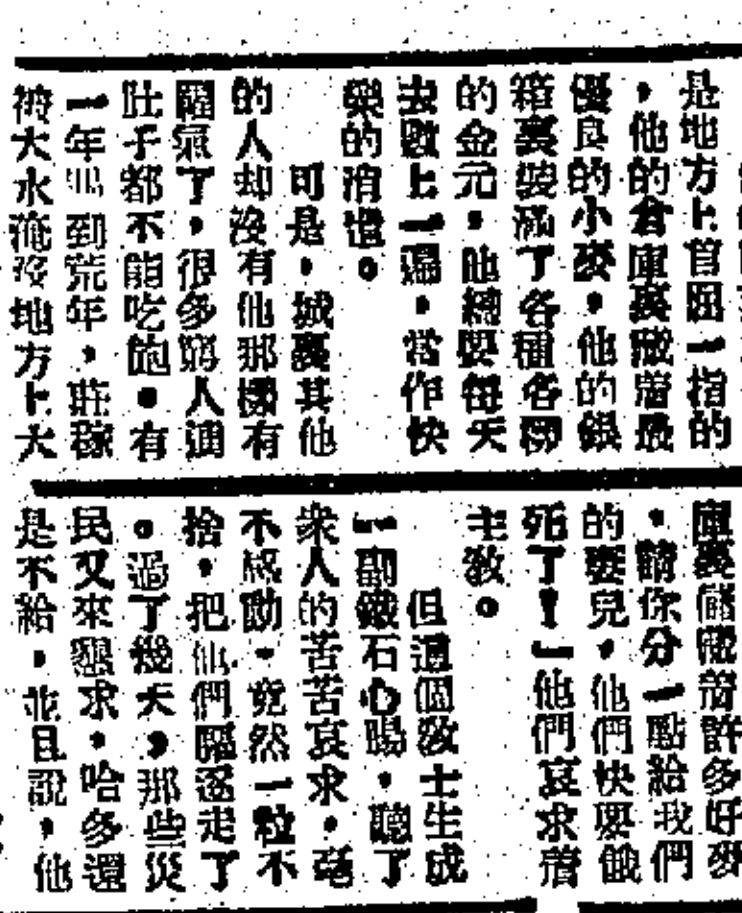 是地方上首困一指的
，他的倉庫裏藏着最
優良的小麥，他的銀
箱裏裝滿了各種各樣
的金元，他總要每天
去數上一遍，當作快
樂的消遣。
可是，城裏其他
的人却沒有他那樣有
福氣了，很多窮人連
肚子都不能吃飽。有
一年碰到荒年，莊稼
被大水淹沒地方上大
庫裏儲藏着許多好麥
，請你分一點給我們
的妻兒，他們快要餓
死了！」他們哀求着
主敎。
但這個敎士生成
一副鐵石心腸，聽了
衆人的苦苦哀求，毫
不感動，竟然一粒不
捨，把他們驅逐走了
。過了幾天，那些災
民又來懇求，哈多還
是不給，並且說，他